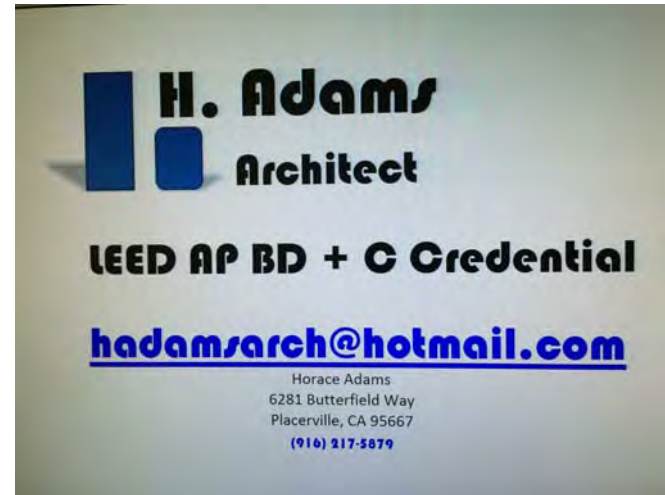 H. Adams
Architect
LEED AP BD + C Credential
hadamsarch@hotmail.com
Horace Adams
6281 Butterfield Way
Placerville, CA 95667
(916) 217-5879